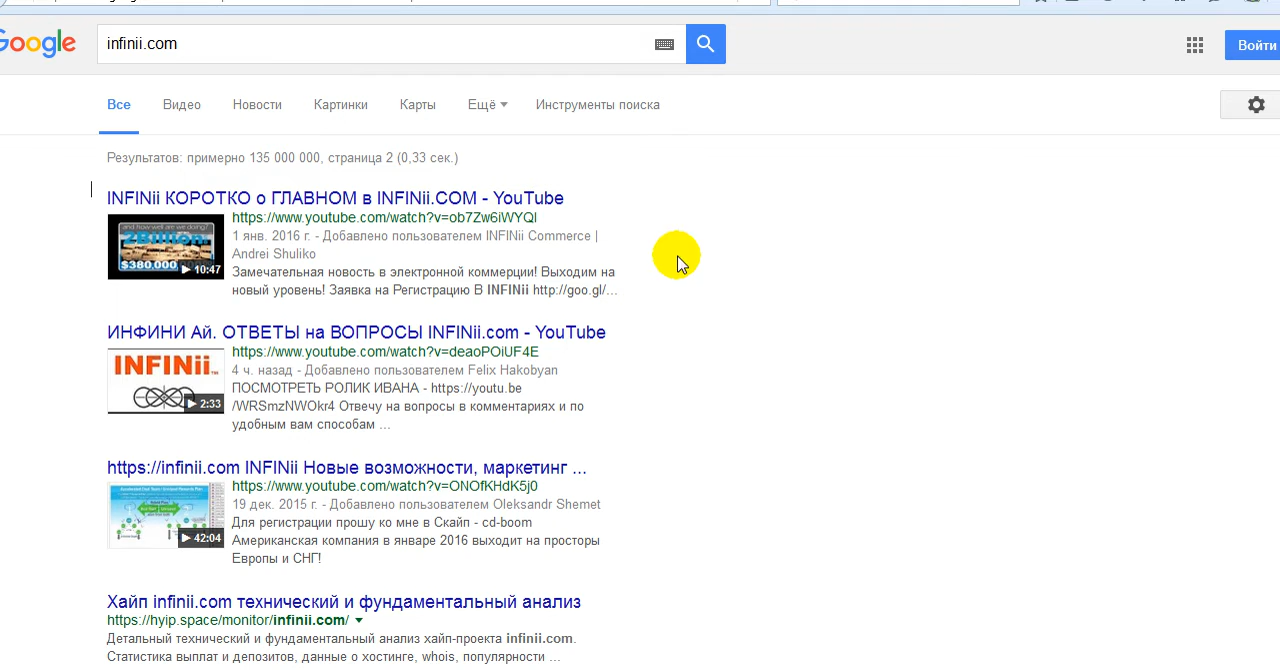 Google
infinii.com
Войти
Все Видео Новости Картинки Карты Ещё Инструменты поиска
Результатов: примерно 135 000 000, страница 2 (0,33 сек.)
INFINii КОРОТКО о ГЛАВНОМ в INFINii.COM - YouTube
and how well are we doing?
2Billion
$380,000
10:47
https://www.youtube.com/watch?v=ob7Zw6iWYQI
1 янв. 2016 г. - Добавлено пользователем INFINii Commerce |
Andrei Shuliko
Замечательная новость в электронной коммерции! Выходим на
новый уровень! Заявка на Регистрацию В INFINii http://goo.gl/...
ИНФИНИ Ай. ОТВЕТЫ на ВОПРОСЫ INFINii.com - YouTube
INFINii™
2:33
https://www.youtube.com/watch?v=deaoPOiUF4E
4 ч. назад - Добавлено пользователем Felix Hakobyan
ПОСМОТРЕТЬ РОЛИК ИВАНА - https://youtu.be
/WRSmzNWOkr4 Отвечу на вопросы в комментариях и по
удобным вам способам ...
https://infinii.com INFINii Новые возможности, маркетинг ...
42:04
https://www.youtube.com/watch?v=ONOfKHdK5j0
19 дек. 2015 г. - Добавлено пользователем Oleksandr Shemet
Для регистрации прошу ко мне в Скайп - cd-boom
Американская компания в январе 2016 выходит на просторы
Европы и СНГ!
Хайп infinii.com технический и фундаментальный анализ
https://hyip.space/monitor/infinii.com/
Детальный технический и фундаментальный анализ хайп-проекта infinii.com.
Статистика выплат и депозитов, данные о хостинге, whois, популярности ...